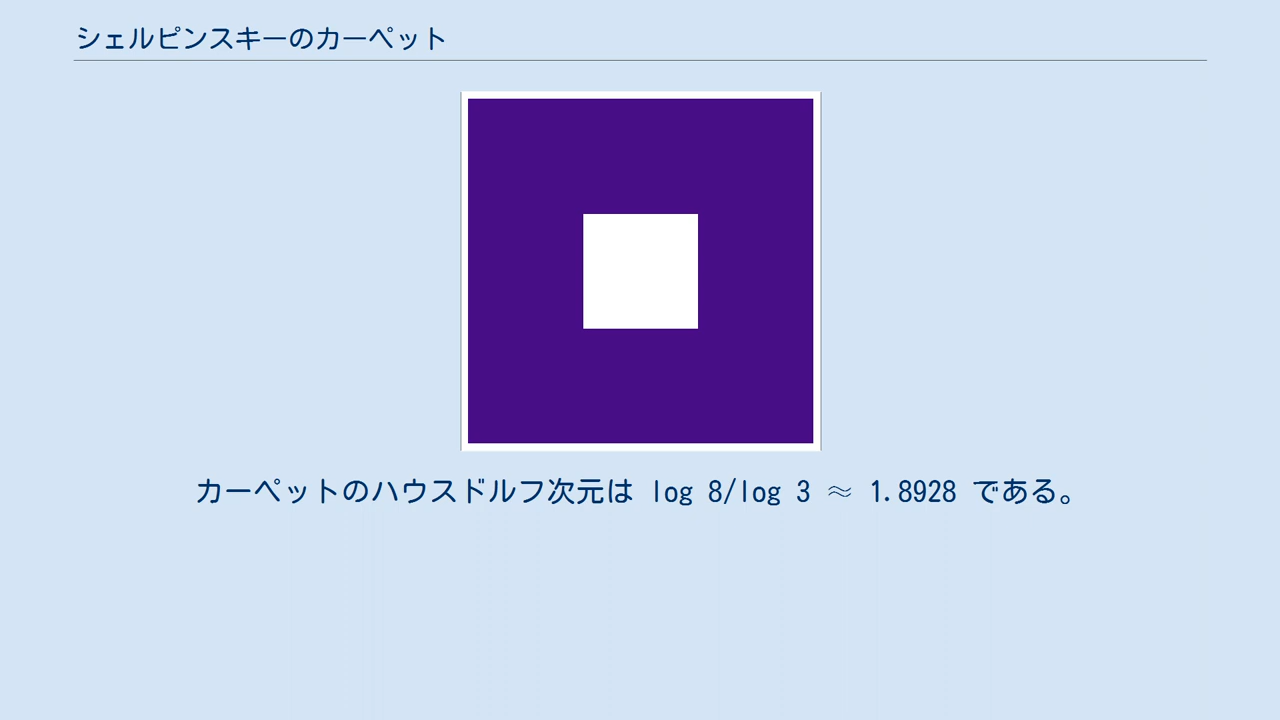 シェルピンスキーのカーペット
カーペットのハウスドルフ次元は log 8/log 3 ≈ 1.8928 である。